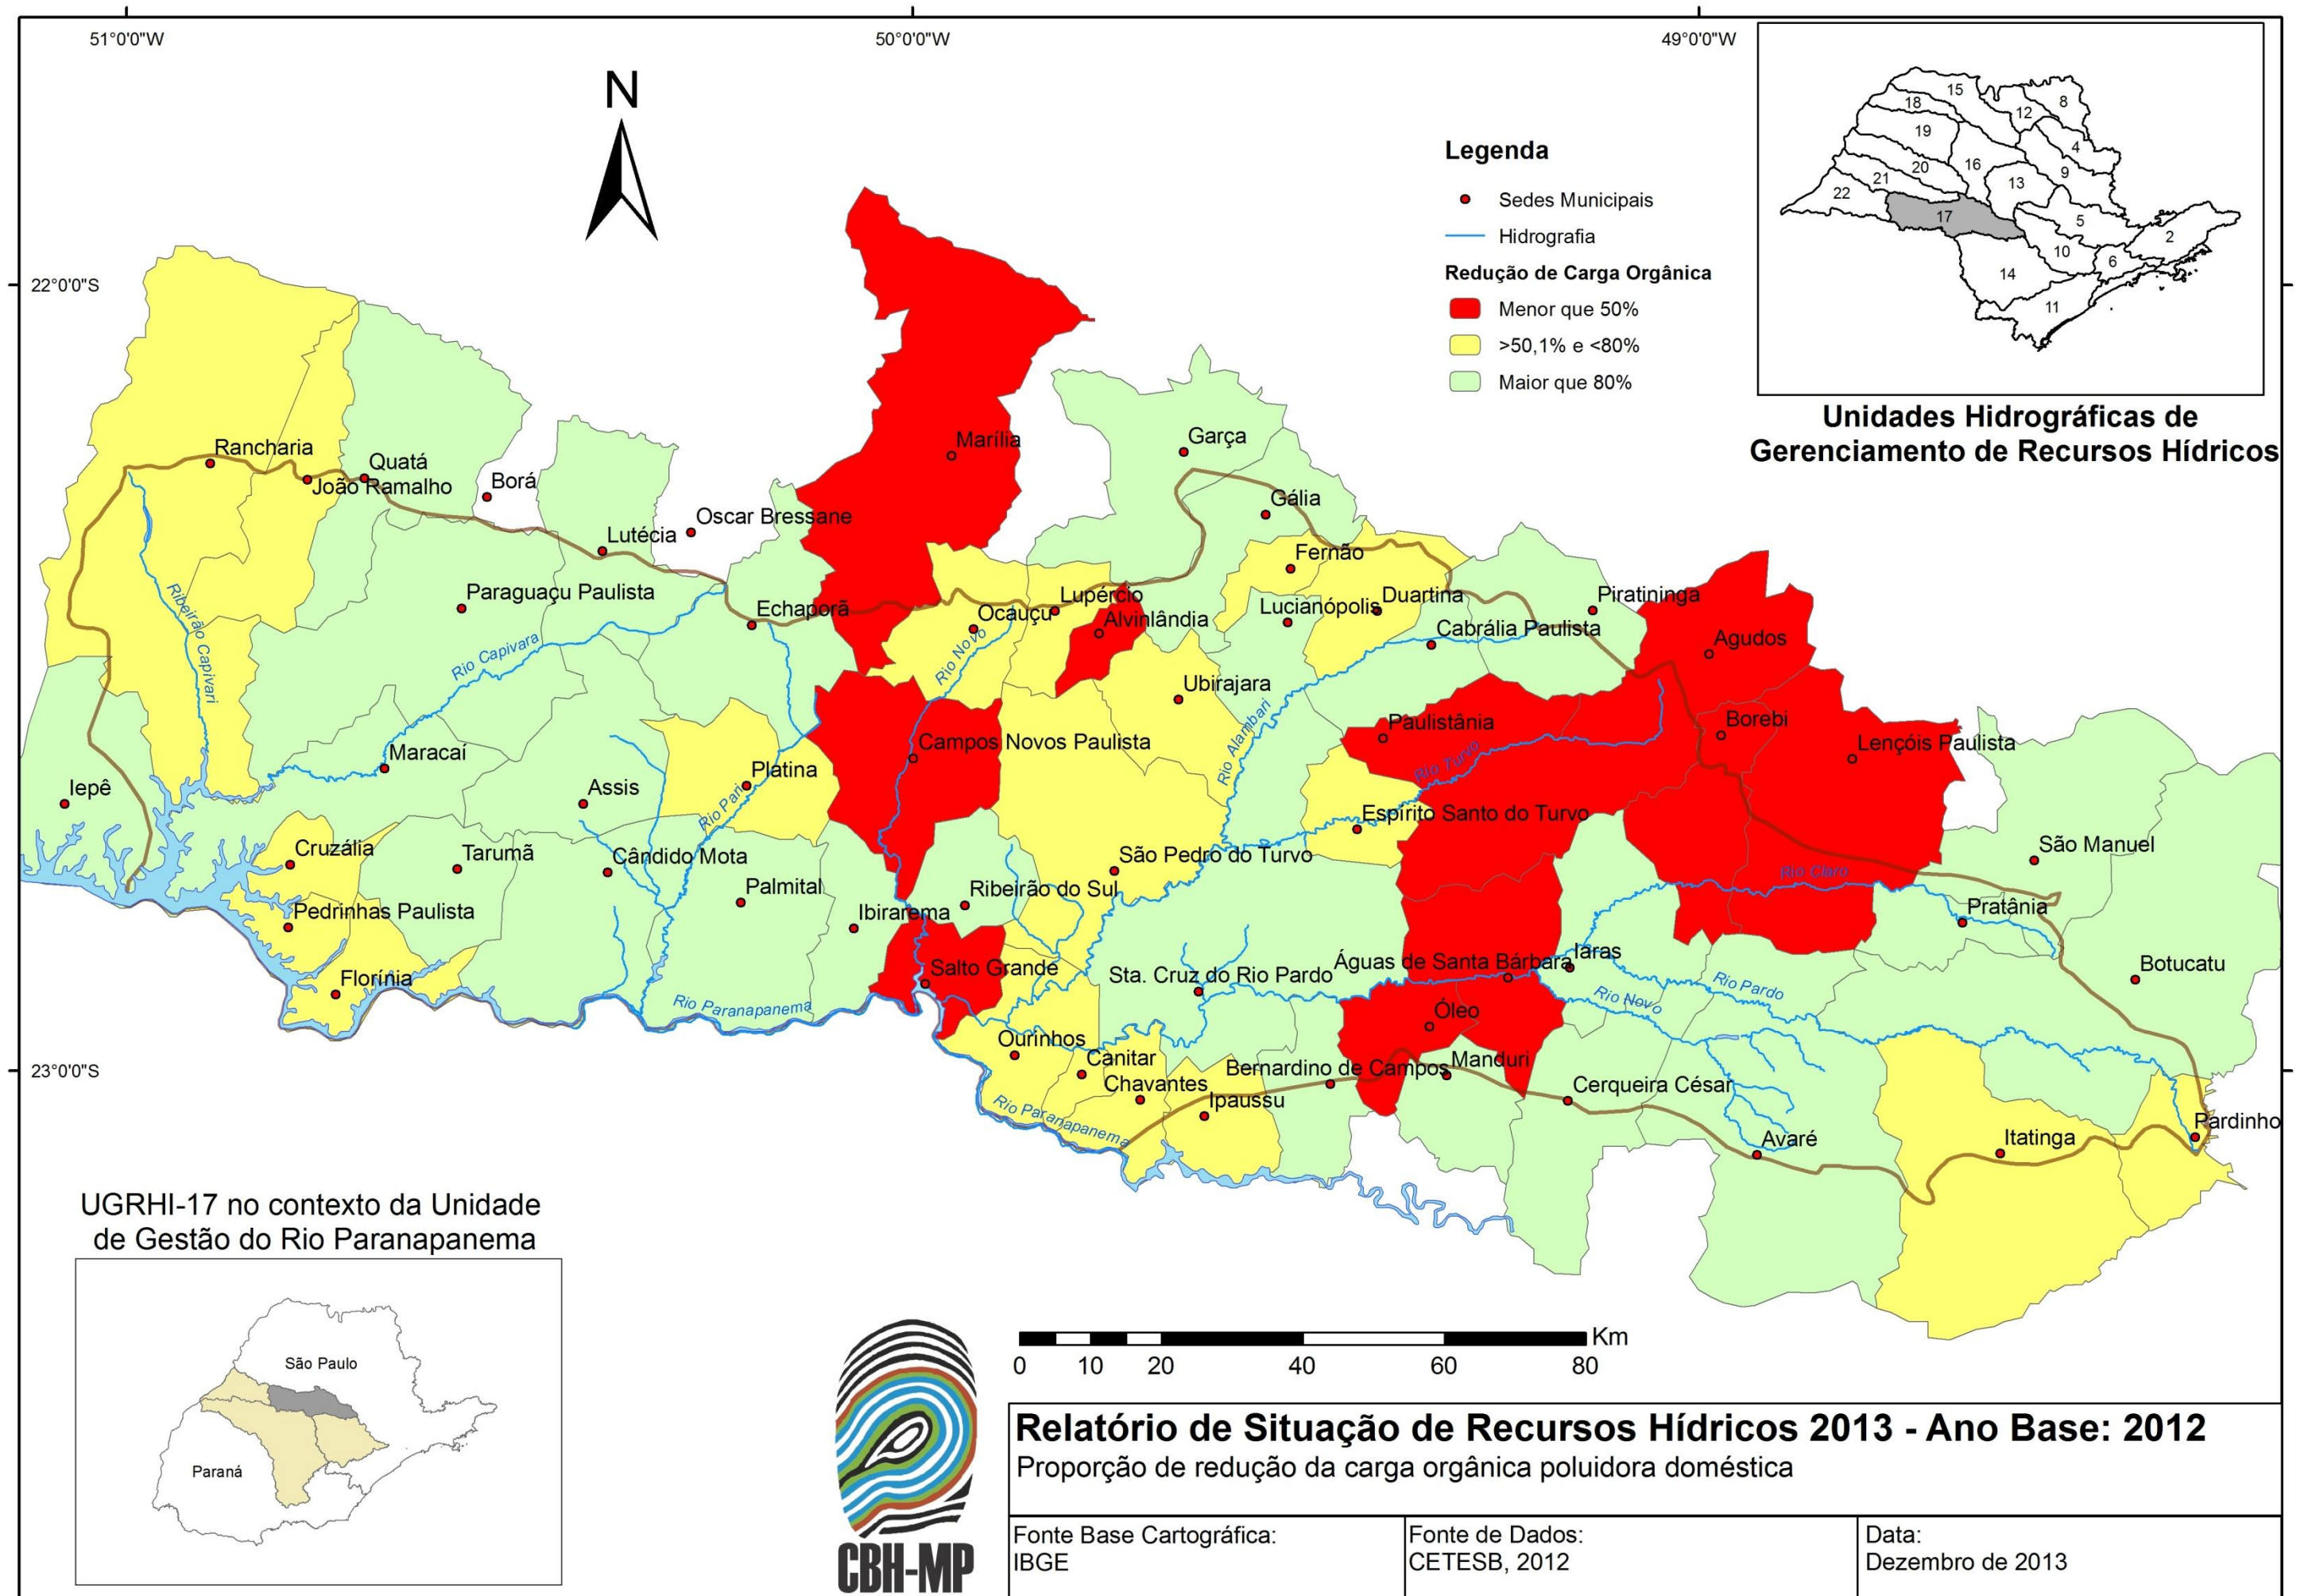 51°0'0"W
50°0'0"W
49°0'0"W
22°0'0"S
23°0'0"S
N
Legenda
Sedes Municipais
Hidrografia
Redução de Carga Orgânica
Menor que 50%
>50,1% e <80%
Maior que 80%
15
18
12
8
19
4
16
20
9
13
21
22
17
5
2
10
6
14
11
Unidades Hidrográficas de
Gerenciamento de Recursos Hídricos
Rancharia
João Ramalho
Quatá
Borá
Lutécia
Oscar Bressane
Marília
Garça
Gália
Fernão
Duartina
Lucianópolis
Piratininga
Cabrália Paulista
Agudos
Paraguaçu Paulista
Echaporã
Ocauçu
Lupércio
Alvinlândia
Ubirajara
Paulistânia
Borebi
Lençóis Paulista
Ribeirão Capivari
Rio Capivara
Rio Novo
Rio Alambari
Rio Turvo
Maracaí
Iepê
Assis
Platina
Rio Pari
Campos Novos Paulista
Espírito Santo do Turvo
Cruzália
Tarumã
Cândido Mota
São Pedro do Turvo
São Manuel
Rio Claro
Pedrinhas Paulista
Palmital
Ibirarema
Ribeirão do Sul
Pratânia
Florínia
Salto Grande
Sta. Cruz do Rio Pardo
Águas de Santa Bárbara
Iaras
Botucatu
Rio Paranapanema
Rio Pardo
Rio Novo
Óleo
Ourinhos
Canitar
Chavantes
Ipaussu
Bernardino de Campos
Manduri
Cerqueira César
Rio Paranapanema
Avaré
Itatinga
Pardinho
UGRHI-17 no contexto da Unidade
de Gestão do Rio Paranapanema
São Paulo
Paraná
CBH-MP
Km
0 10 20 40 60 80
Relatório de Situação de Recursos Hídricos 2013 - Ano Base: 2012
Proporção de redução da carga orgânica poluidora doméstica
Fonte Base Cartográfica:
IBGE
Fonte de Dados:
CETESB, 2012
Data:
Dezembro de 2013